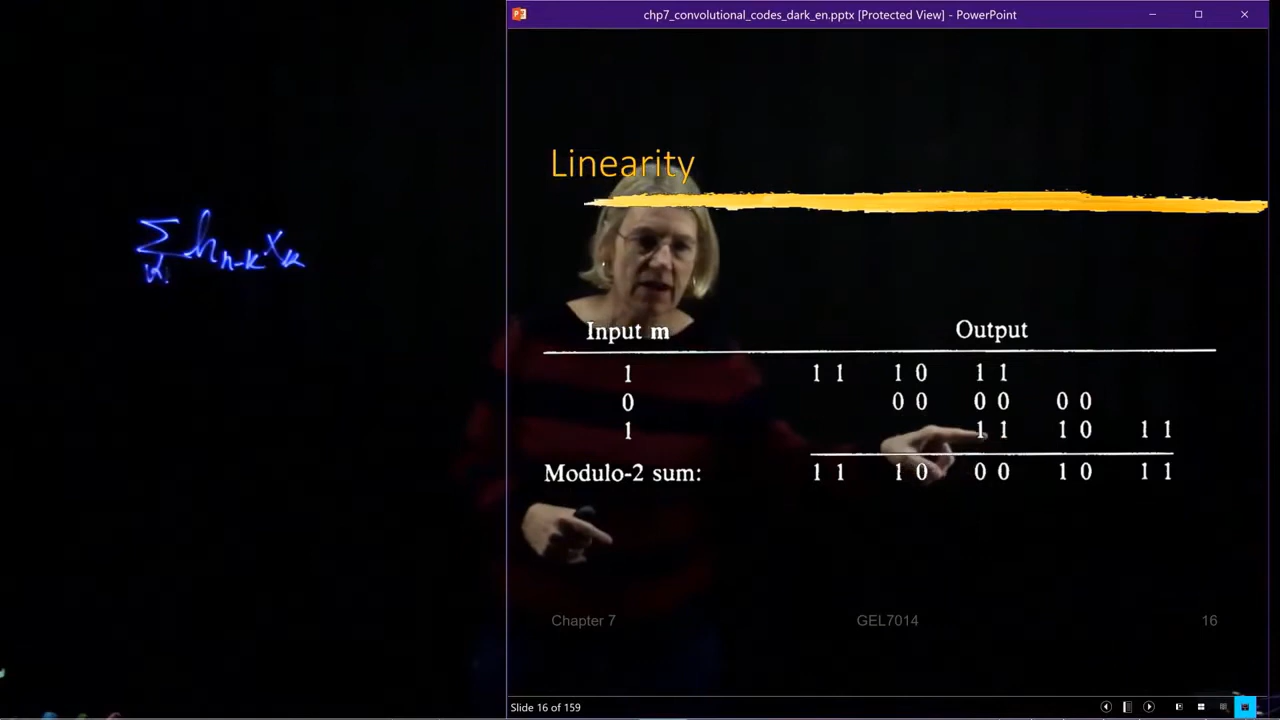 chp7_convolutional_codes_dark_en.pptx [Protected View] - PowerPoint
Linearity
∑ₖ hₙ₋ₖ xₖ
Input m Output
1 1 1 1 0 1 1
0 0 0 0 0 0 0
1 1 1 1 0 1 1
Modulo-2 sum: 1 1 1 0 0 0 1 0 1 1
Chapter 7 GEL7014 16
Slide 16 of 159